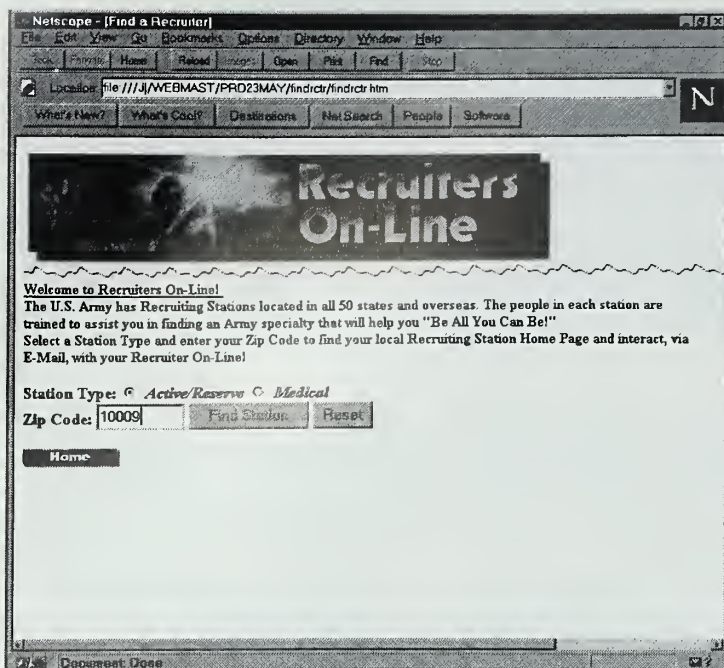 Netscape - [Find a Recruiter]
File Edit View Go Bookmarks Options Directory Window Help
Back Forward Home Reload Images Open Print Find Stop
Location: file:///J|/WEBMAST/PRD23MAY/findrctr/findrctr.htm
N
What's New? What's Cool? Destinations Net Search People Software
Recruiters
On-Line
Welcome to Recruiters On-Line!
The U.S. Army has Recruiting Stations located in all 50 states and overseas. The people in each station are
trained to assist you in finding an Army specialty that will help you "Be All You Can Be!"
Select a Station Type and enter your Zip Code to find your local Recruiting Station Home Page and interact, via
E-Mail, with your Recruiter On-Line!
Station Type: Active/Reserve Medical
Zip Code: 10009 Find Station Reset
Home
Document: Done